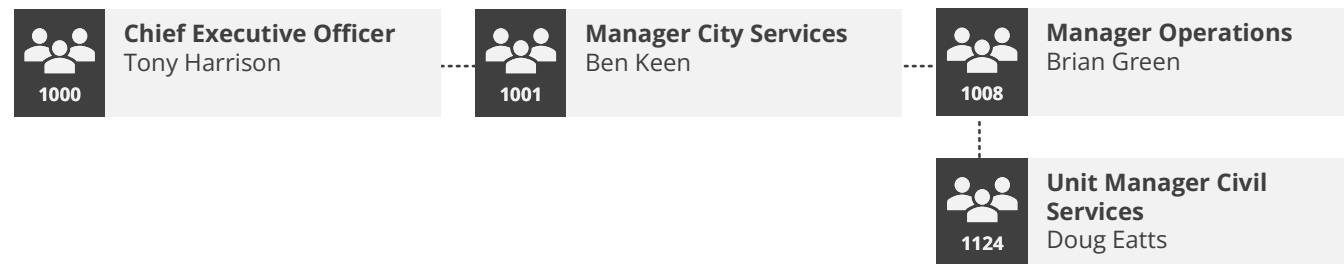 Chief Executive Officer
Tony Harrison
1000
Manager City Services
Ben Keen
1001
Manager Operations
Brian Green
1008
Unit Manager Civil
Services
Doug Eatts
1124